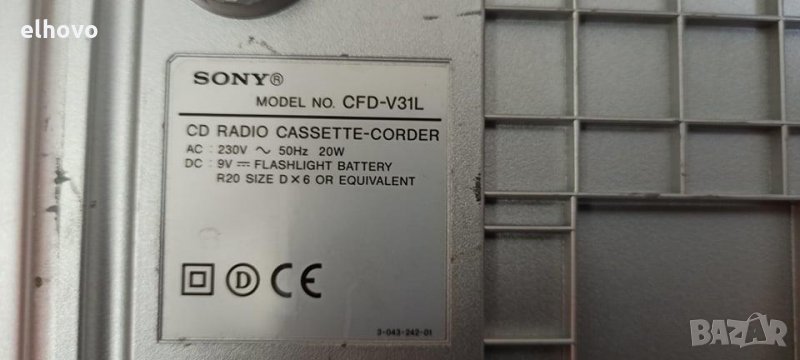 elhovo
SONY®
MODEL NO. CFD-V31L
CD RADIO CASSETTE-CORDER
AC : 230V ~ 50Hz 20W
DC : 9V ⎓ FLASHLIGHT BATTERY
R20 SIZE D×6 OR EQUIVALENT
D CE
3-043-242-01
BAZAR